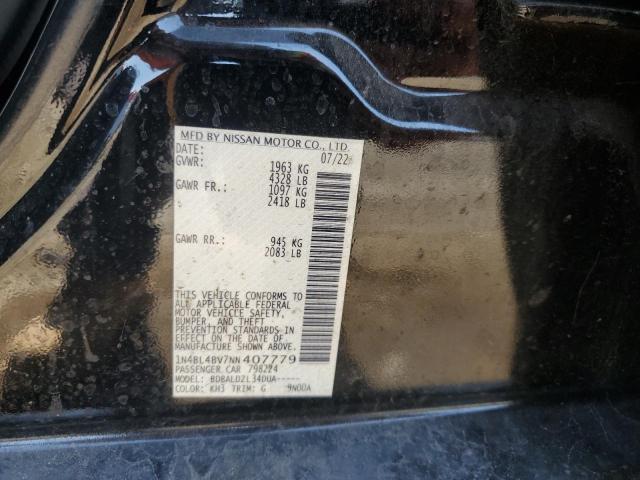 MFD BY NISSAN MOTOR CO., LTD.
DATE: 07/22
GVWR: 1963 KG
4328 LB
GAWR FR.: 1097 KG
2418 LB
GAWR RR.: 945 KG
2083 LB
THIS VEHICLE CONFORMS TO
ALL APPLICABLE FEDERAL
MOTOR VEHICLE SAFETY,
BUMPER, AND THEFT
PREVENTION STANDARDS IN
EFFECT ON THE DATE OF
MANUFACTURE SHOWN ABOVE.
1N4BL4BV7NN407779
PASSENGER CAR 798224
MODEL: BDBALDZL34DUA-----
COLOR: KH3 TRIM: G 9N00A